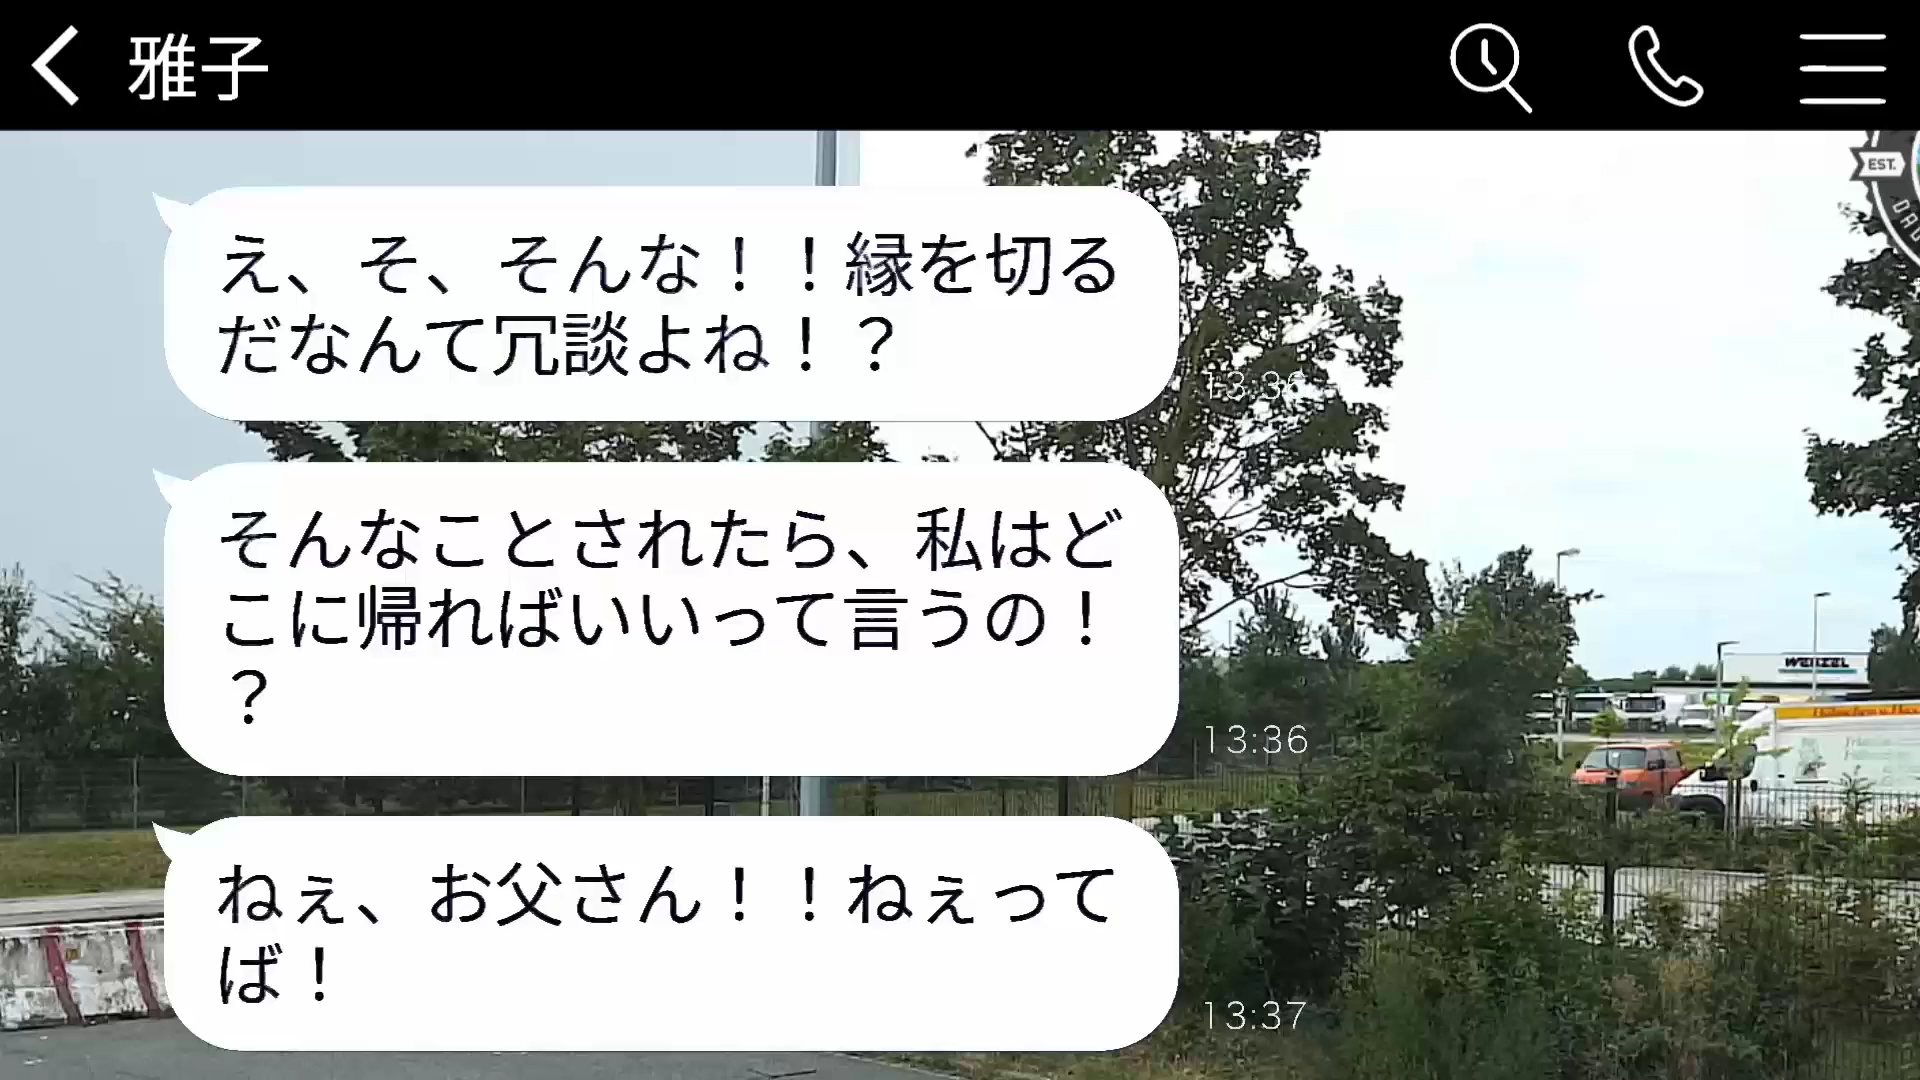 雅子
え、そ、そんな！！縁を切る
だなんて冗談よね！？
13:36
そんなことされたら、私はど
こに帰ればいいって言うの！
？
13:36
ねぇ、お父さん！！ねぇって
ば！
13:37
EST.
WENZEL